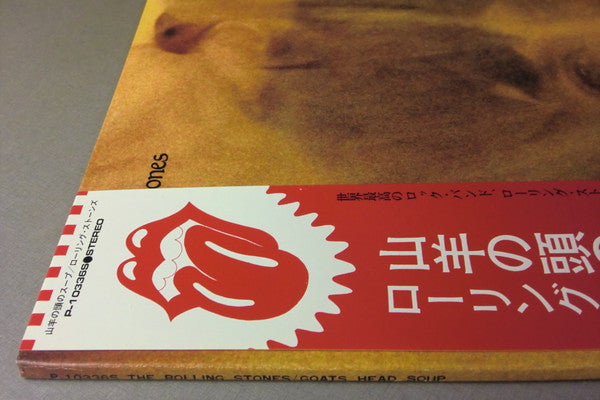 ones
世界最高のロック・バンド、ローリング・スト
山羊の頭の
ローリング
山羊の頭のスープ/ローリング・ストーンズ
P-10336S●STEREO
P-10336S THE ROLLING STONES/GOATS HEAD SOUP